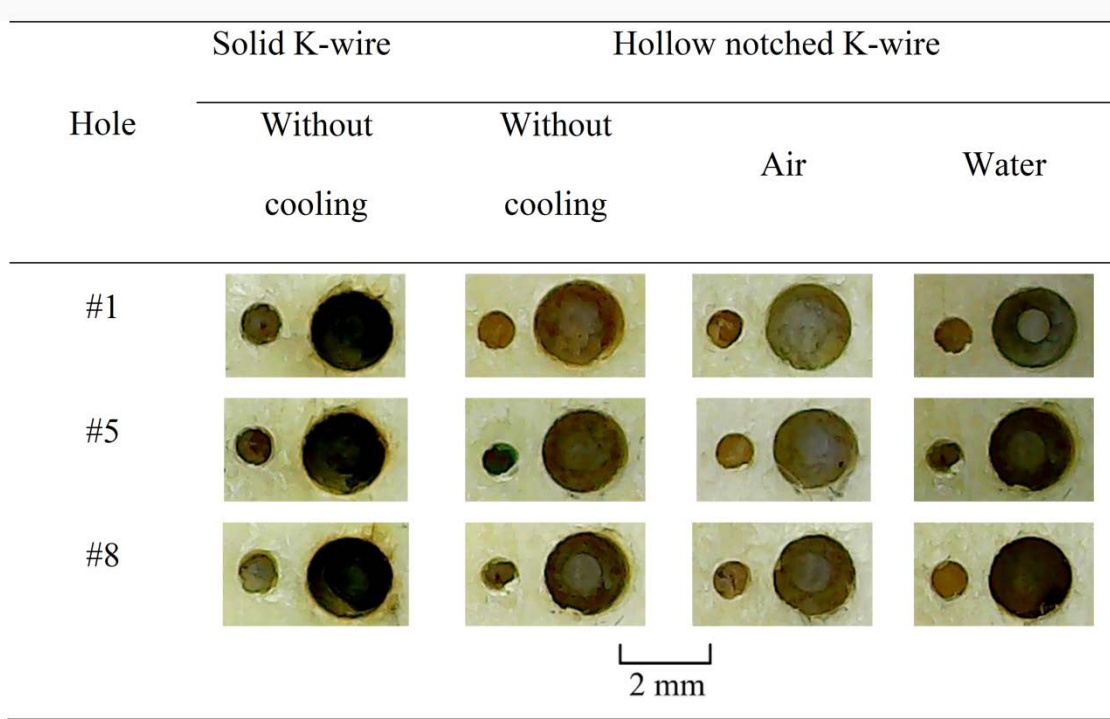 Solid K-wire Hollow notched K-wire
Hole Without cooling Without cooling Air Water
#1
#5
#8
2 mm